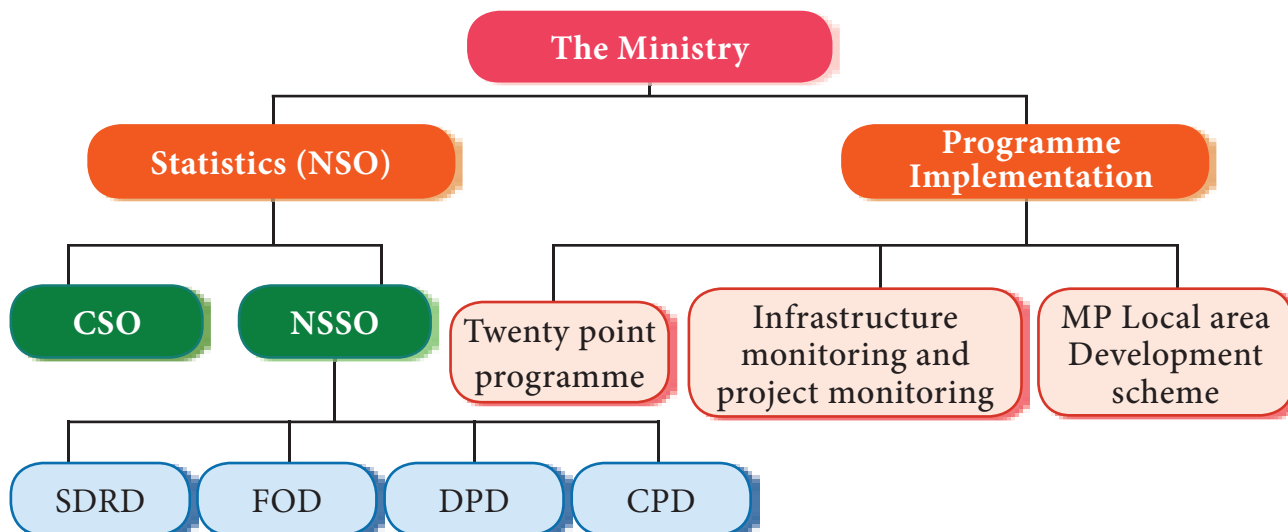 The Ministry
Statistics (NSO)
Programme
Implementation
CSO
NSSO
Twenty point
programme
Infrastructure
monitoring and
project monitoring
MP Local area
Development
scheme
SDRD
FOD
DPD
CPD